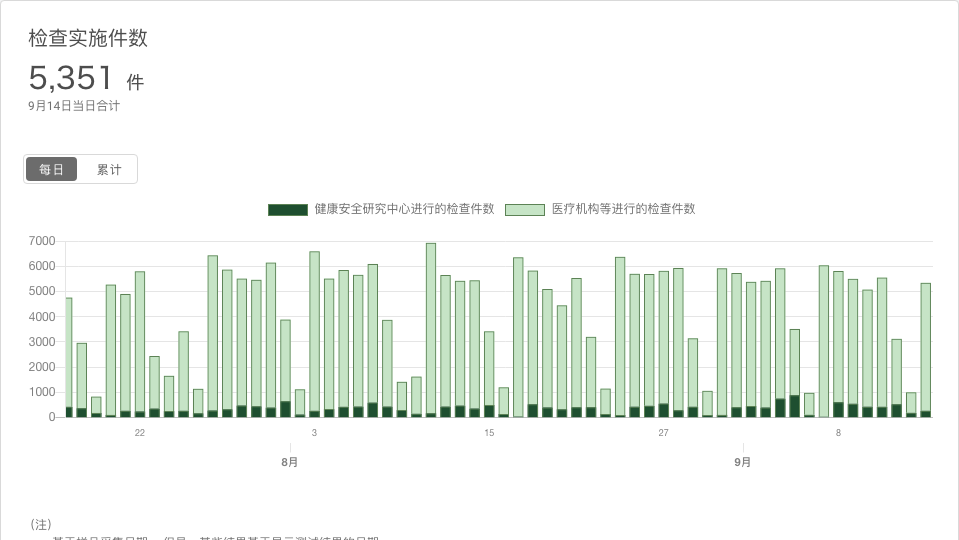 检查实施件数
5,351 件
9月14日当日合计
每日 累计
健康安全研究中心进行的检查件数 医疗机构等进行的检查件数
7000
6000
5000
4000
3000
2000
1000
0
22 3 15 27 8
8月 9月
(注)